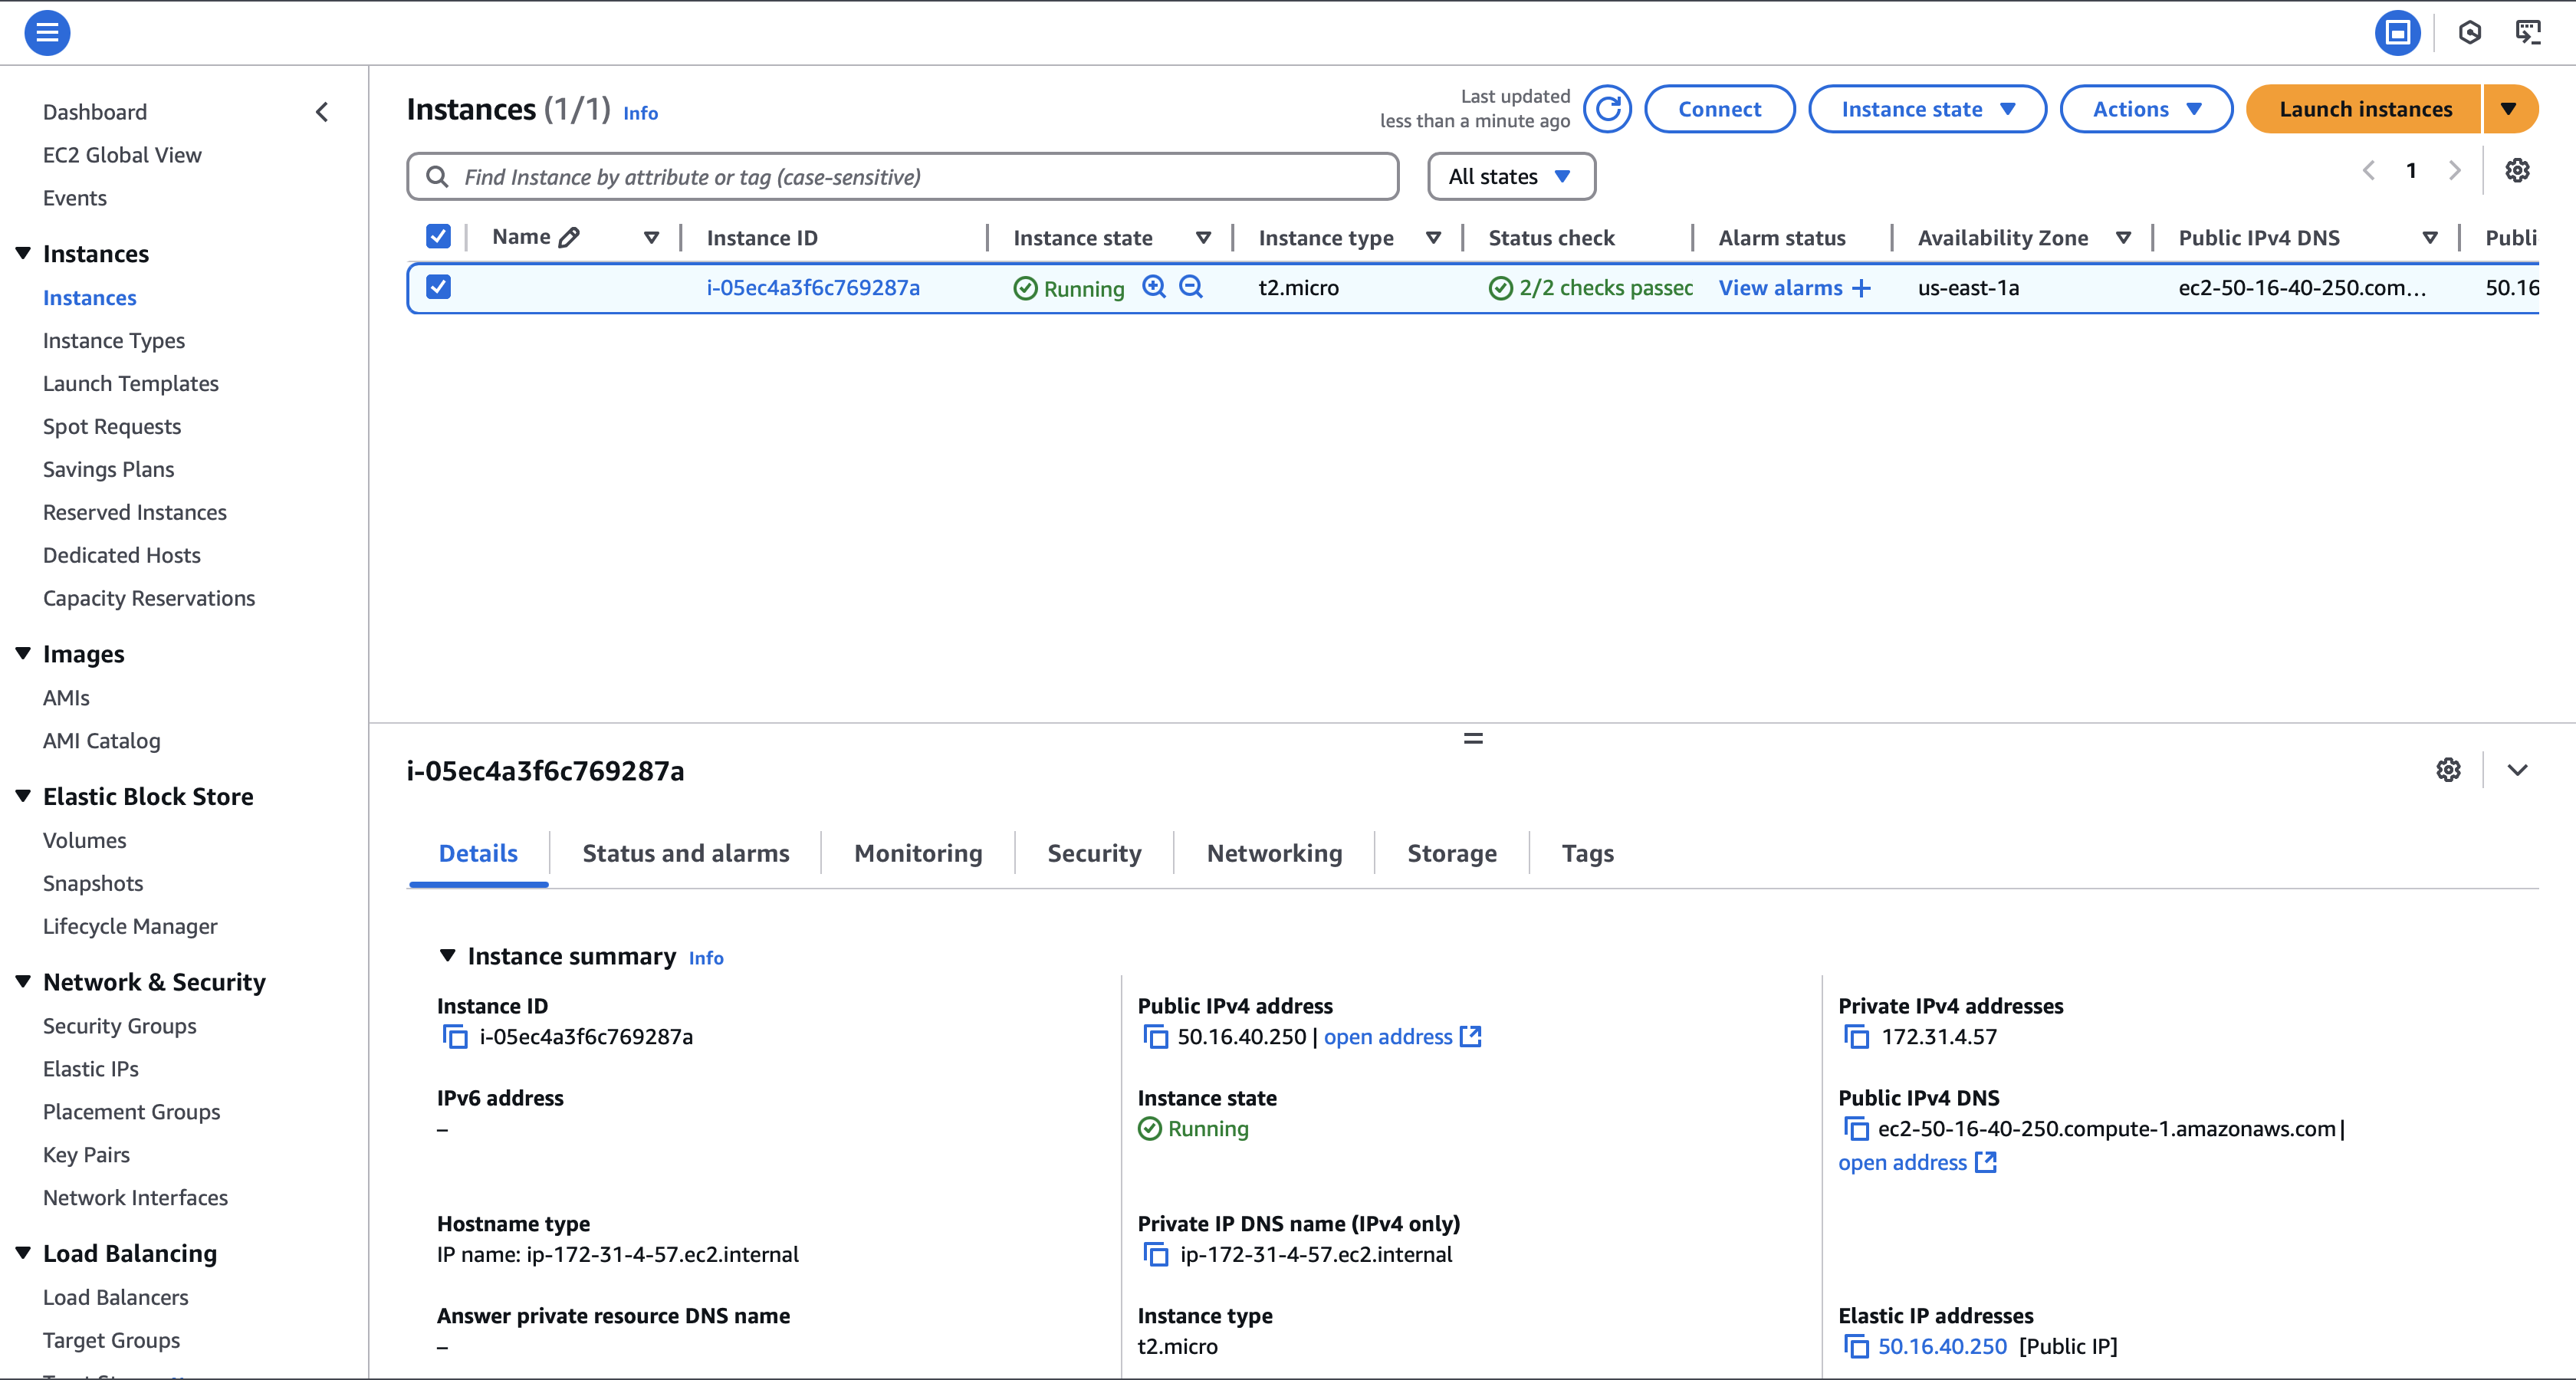 Dashboard
EC2 Global View
Events
Instances
Instances
Instance Types
Launch Templates
Spot Requests
Savings Plans
Reserved Instances
Dedicated Hosts
Capacity Reservations
Images
AMIs
AMI Catalog
Elastic Block Store
Volumes
Snapshots
Lifecycle Manager
Network & Security
Security Groups
Elastic IPs
Placement Groups
Key Pairs
Network Interfaces
Load Balancing
Load Balancers
Target Groups
Instances (1/1) Info
Last updated
less than a minute ago
Connect Instance state Actions Launch instances
Find Instance by attribute or tag (case-sensitive) All states 1
Name Instance ID Instance state Instance type Status check Alarm status Availability Zone Public IPv4 DNS Publi
i-05ec4a3f6c769287a Running t2.micro 2/2 checks passed View alarms + us-east-1a ec2-50-16-40-250.com... 50.16
i-05ec4a3f6c769287a
Details Status and alarms Monitoring Security Networking Storage Tags
Instance summary Info
Instance ID
i-05ec4a3f6c769287a
Public IPv4 address
50.16.40.250 | open address
Private IPv4 addresses
172.31.4.57
IPv6 address
–
Instance state
Running
Public IPv4 DNS
ec2-50-16-40-250.compute-1.amazonaws.com |
open address
Hostname type
IP name: ip-172-31-4-57.ec2.internal
Private IP DNS name (IPv4 only)
ip-172-31-4-57.ec2.internal
Answer private resource DNS name
–
Instance type
t2.micro
Elastic IP addresses
50.16.40.250 [Public IP]